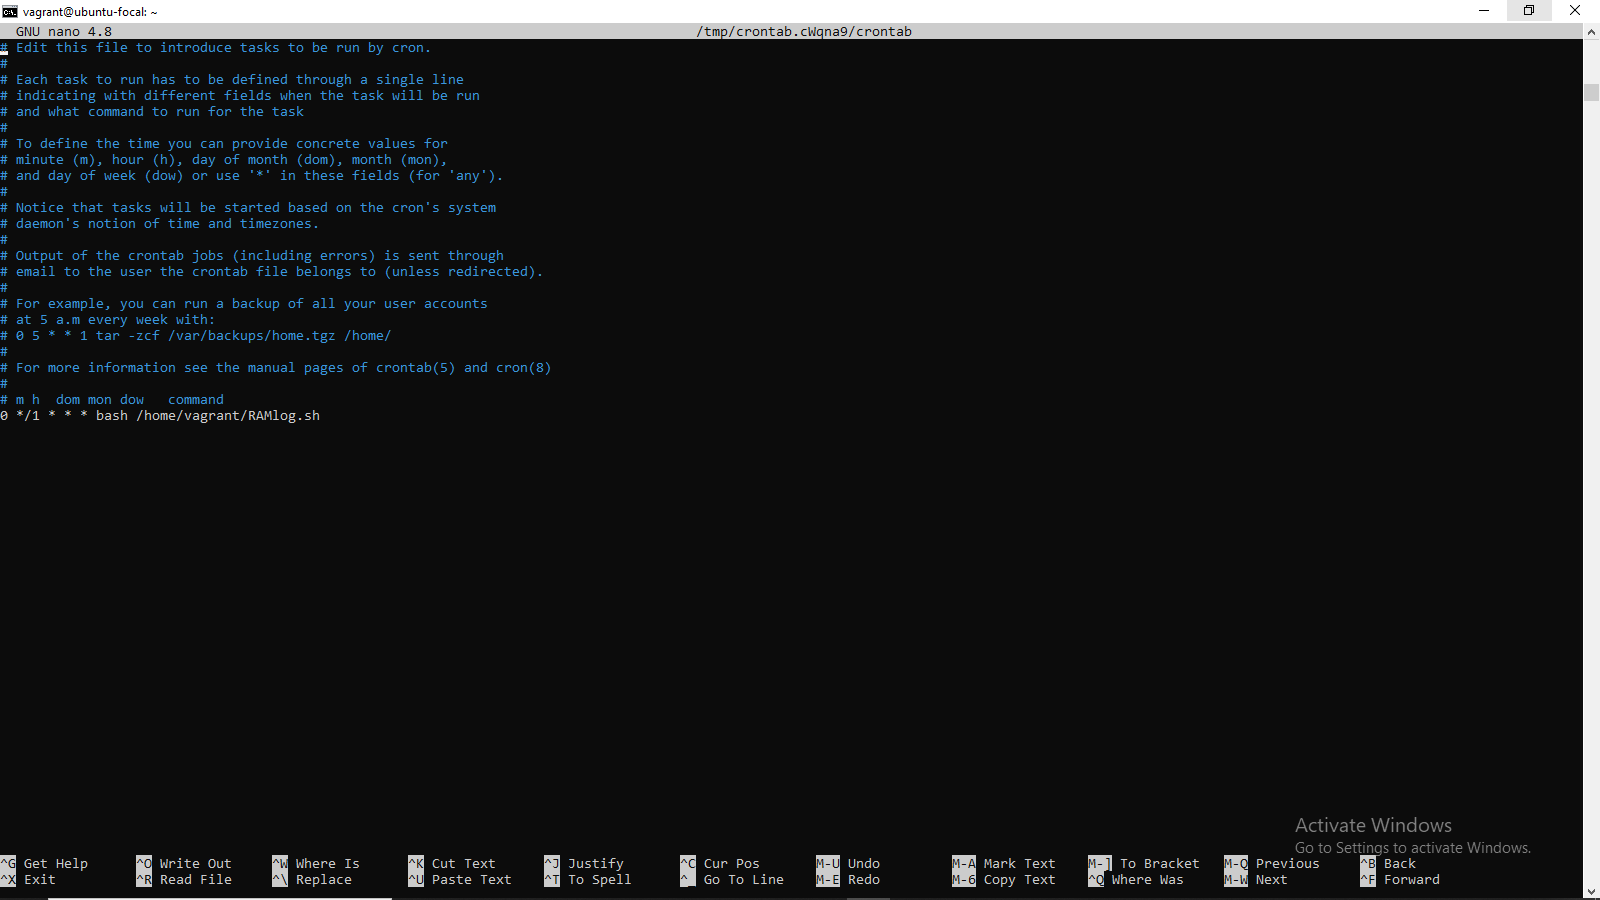 vagrant@ubuntu-focal: ~
GNU nano 4.8 /tmp/crontab.cWqna9/crontab
# Edit this file to introduce tasks to be run by cron.
#
# Each task to run has to be defined through a single line
# indicating with different fields when the task will be run
# and what command to run for the task
#
# To define the time you can provide concrete values for
# minute (m), hour (h), day of month (dom), month (mon),
# and day of week (dow) or use '*' in these fields (for 'any').
#
# Notice that tasks will be started based on the cron's system
# daemon's notion of time and timezones.
#
# Output of the crontab jobs (including errors) is sent through
# email to the user the crontab file belongs to (unless redirected).
#
# For example, you can run a backup of all your user accounts
# at 5 a.m every week with:
# 0 5 * * 1 tar -zcf /var/backups/home.tgz /home/
#
# For more information see the manual pages of crontab(5) and cron(8)
#
# m h  dom mon dow   command
0 */1 * * * bash /home/vagrant/RAMlog.sh
Activate Windows
Go to Settings to activate Windows.
^G Get Help ^O Write Out ^W Where Is ^K Cut Text ^J Justify ^C Cur Pos M-U Undo M-A Mark Text M-] To Bracket M-Q Previous ^B Back
^X Exit ^R Read File ^\ Replace ^U Paste Text ^T To Spell ^_ Go To Line M-E Redo M-6 Copy Text ^Q Where Was M-W Next ^F Forward